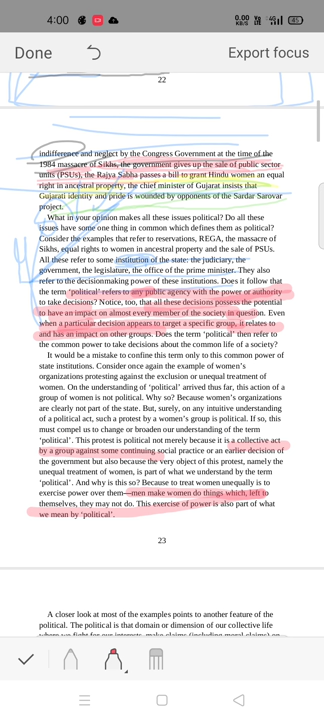 4:00
0.00
KB/S
Vo
LTE
4G
45
Done
Export focus
22
indifference and neglect by the Congress Government at the time of the
1984 massacre of Sikhs, the government gives up the sale of public sector
units (PSUs), the Rajya Sabha passes a bill to grant Hindu women an equal
right in ancestral property, the chief minister of Gujarat insists that
Gujarati identity and pride is wounded by opponents of the Sardar Sarovar
project.
What in your opinion makes all these issues political? Do all these
issues have some one thing in common which defines them as political?
Consider the examples that refer to reservations, REGA, the massacre of
Sikhs, equal rights to women in ancestral property and the sale of PSUs.
All these refer to some institution of the state: the judiciary, the
government, the legislature, the office of the prime minister. They also
refer to the decisionmaking power of these institutions. Does it follow that
the term ‘political’ refers to any public agency with the power or authority
to take decisions? Notice, too, that all these decisions possess the potential
to have an impact on almost every member of the society in question. Even
when a particular decision appears to target a specific group, it relates to
and has an impact on other groups. Does the term ‘political’ then refer to
the common power to take decisions about the common life of a society?
It would be a mistake to confine this term only to this common power of
state institutions. Consider once again the example of women's
organizations protesting against the exclusion or unequal treatment of
women. On the understanding of ‘political’ arrived thus far, this action of a
group of women is not political. Why so? Because women's organizations
are clearly not part of the state. But, surely, on any intuitive understanding
of a political act, such a protest by a women's group is political. If so, this
must compel us to change or broaden our understanding of the term
‘political’. This protest is political not merely because it is a collective act
by a group against some continuing social practice or an earlier decision of
the government but also because the very object of this protest, namely the
unequal treatment of women, is part of what we understand by the term
‘political’. And why is this so? Because to treat women unequally is to
exercise power over them—men make women do things which, left to
themselves, they may not do. This exercise of power is also part of what
we mean by ‘political’.
23
A closer look at most of the examples points to another feature of the
political. The political is that domain or dimension of our collective life
where we fight for our interests, make claims (including moral claims) on